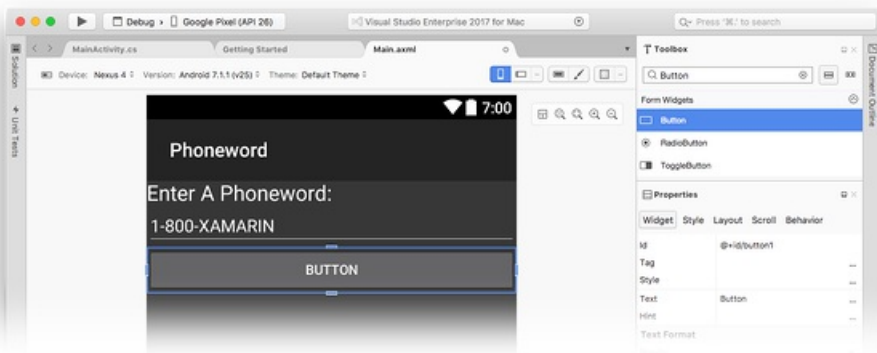 Debug › Google Pixel (API 26)
Visual Studio Enterprise 2017 for Mac
Press '⌘.' to search
Solution
Unit Tests
MainActivity.cs
Getting Started
Main.axml
Device: Nexus 4
Version: Android 7.1.1 (v25)
Theme: Default Theme
7:00
Phoneword
Enter A Phoneword:
1-800-XAMARIN
BUTTON
Toolbox
Button
Form Widgets
Button
RadioButton
ToggleButton
Properties
Widget Style Layout Scroll Behavior
Id @+id/button1
Tag
Style
Text Button
Hint
Text Format
Document Outline